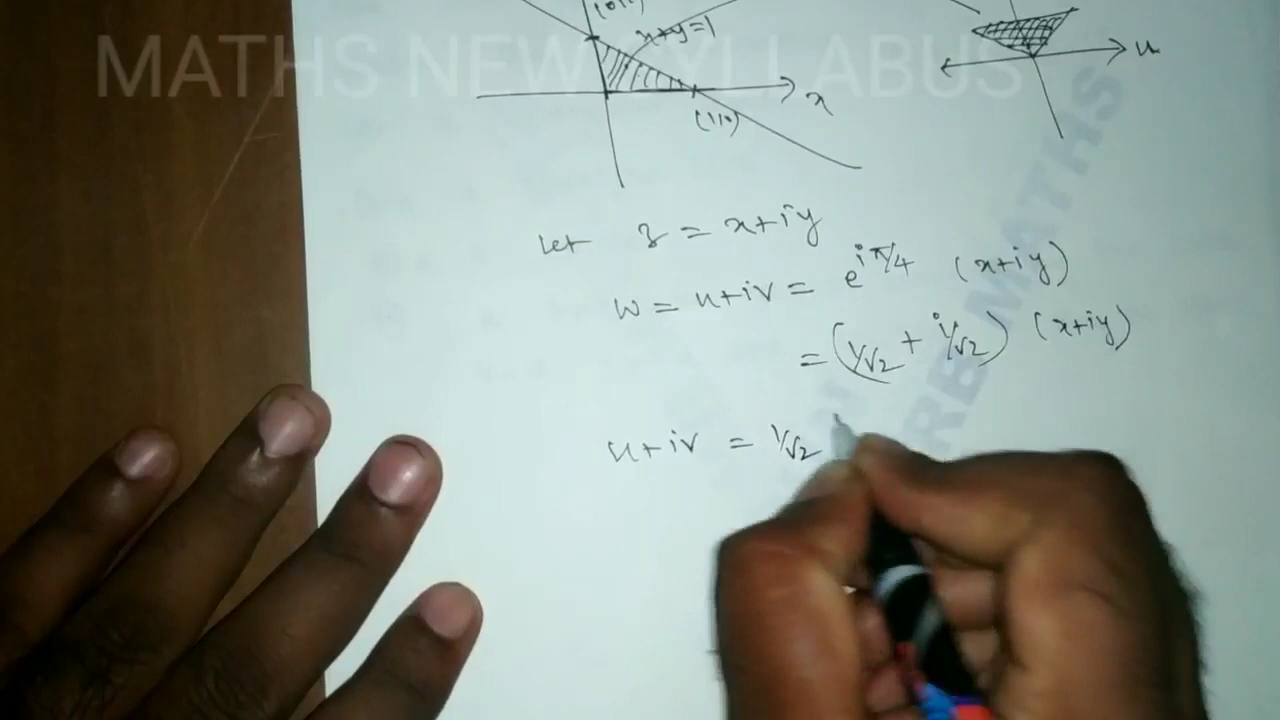 MATHS NEW SYLLABUS
x+y=1
u
x
(1,0)
Let z = x+iy
w = u+iv = e^{iπ/4} (x+iy)
= (1/√2 + i 1/√2) (x+iy)
u+iv = 1/√2
MATHS